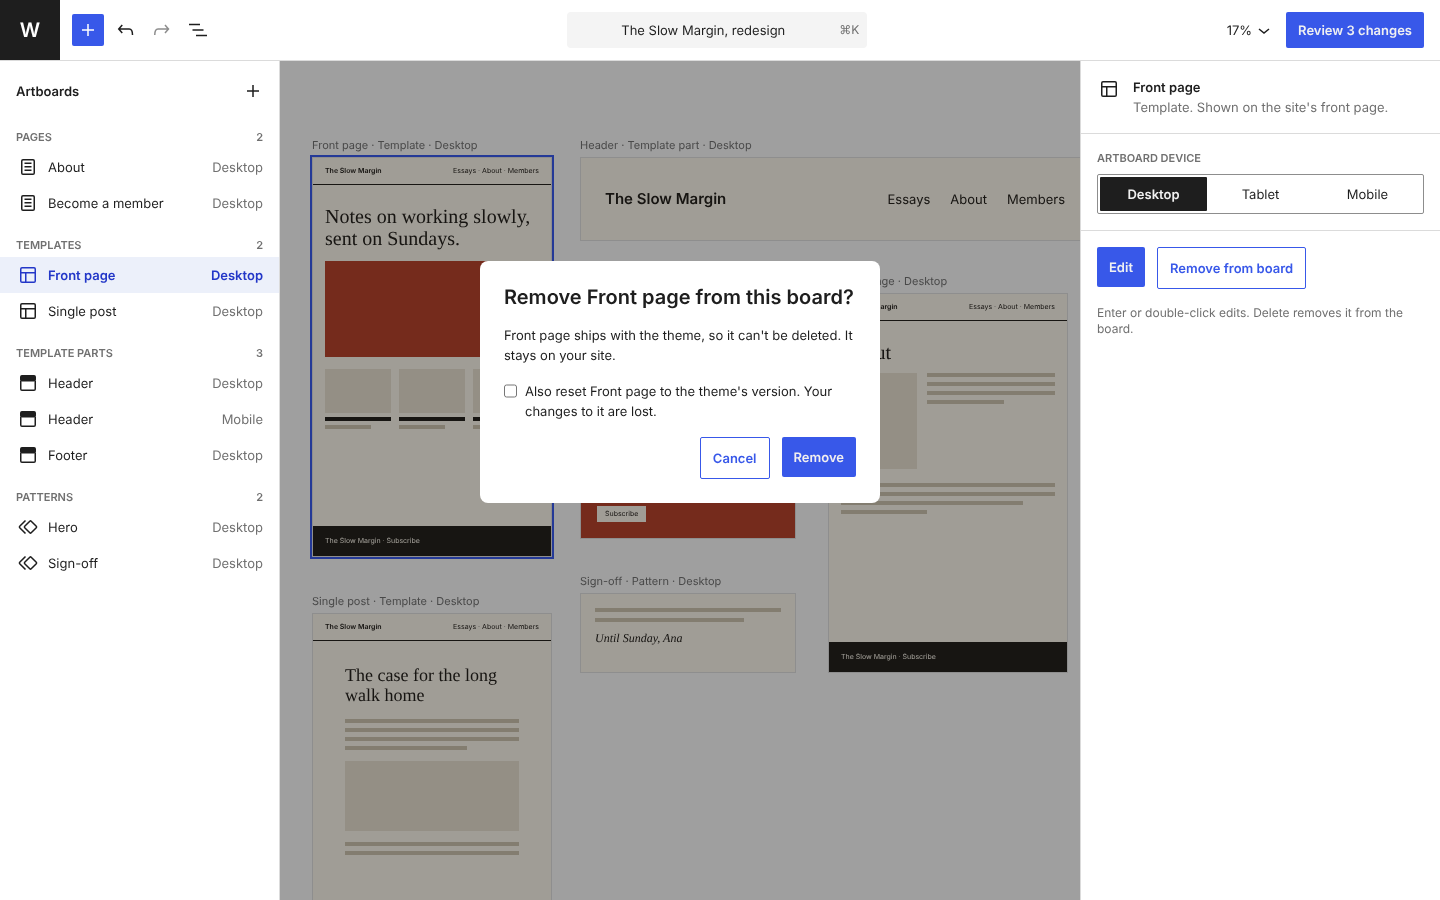 W
The Slow Margin, redesign ⌘K
17%
Review 3 changes
Artboards
PAGES 2
About Desktop
Become a member Desktop
TEMPLATES 2
Front page Desktop
Single post Desktop
TEMPLATE PARTS 3
Header Desktop
Header Mobile
Footer Desktop
PATTERNS 2
Hero Desktop
Sign-off Desktop
Front page · Template · Desktop
The Slow Margin Essays · About · Members
Notes on working slowly,
sent on Sundays.
The Slow Margin · Subscribe
Header · Template part · Desktop
The Slow Margin Essays About Members
Desktop
Essays · About · Members
Subscribe
The Slow Margin · Subscribe
Sign-off · Pattern · Desktop
Until Sunday, Ana
Single post · Template · Desktop
The Slow Margin Essays · About · Members
The case for the long
walk home
Remove Front page from this board?
Front page ships with the theme, so it can't be deleted. It
stays on your site.
Also reset Front page to the theme's version. Your
changes to it are lost.
Cancel Remove
Front page
Template. Shown on the site's front page.
ARTBOARD DEVICE
Desktop Tablet Mobile
Edit Remove from board
Enter or double-click edits. Delete removes it from the
board.